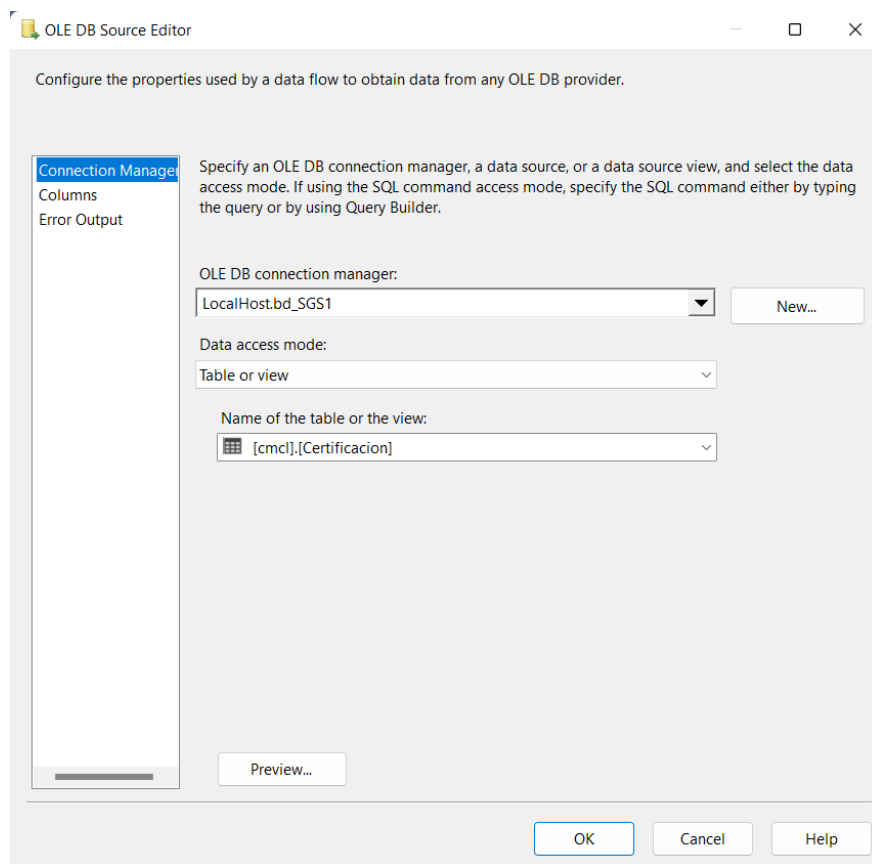 OLE DB Source Editor
Configure the properties used by a data flow to obtain data from any OLE DB provider.
Connection Manager
Columns
Error Output
Specify an OLE DB connection manager, a data source, or a data source view, and select the data
access mode. If using the SQL command access mode, specify the SQL command either by typing
the query or by using Query Builder.
OLE DB connection manager:
LocalHost.bd_SGS1
New...
Data access mode:
Table or view
Name of the table or the view:
[cmcl].[Certificacion]
Preview...
OK Cancel Help